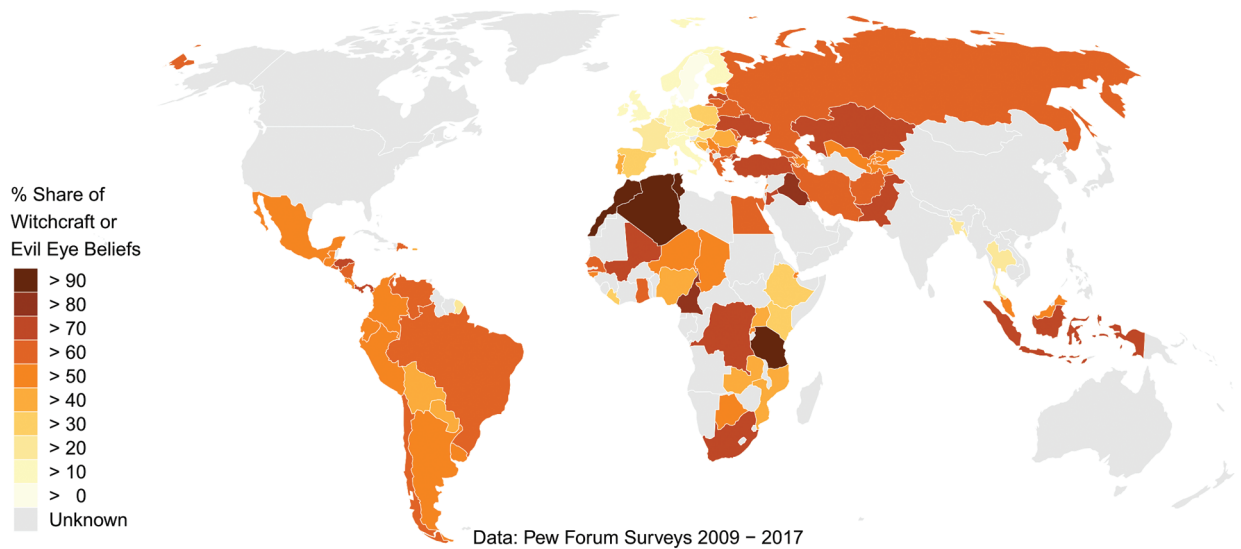 % Share of
Witchcraft or
Evil Eye Beliefs
> 90
> 80
> 70
> 60
> 50
> 40
> 30
> 20
> 10
> 0
Unknown
Data: Pew Forum Surveys 2009 − 2017